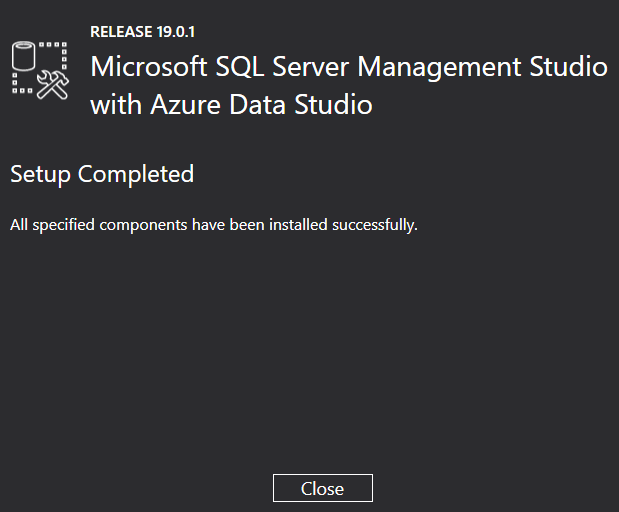 RELEASE 19.0.1
Microsoft SQL Server Management Studio
with Azure Data Studio
Setup Completed
All specified components have been installed successfully.
Close